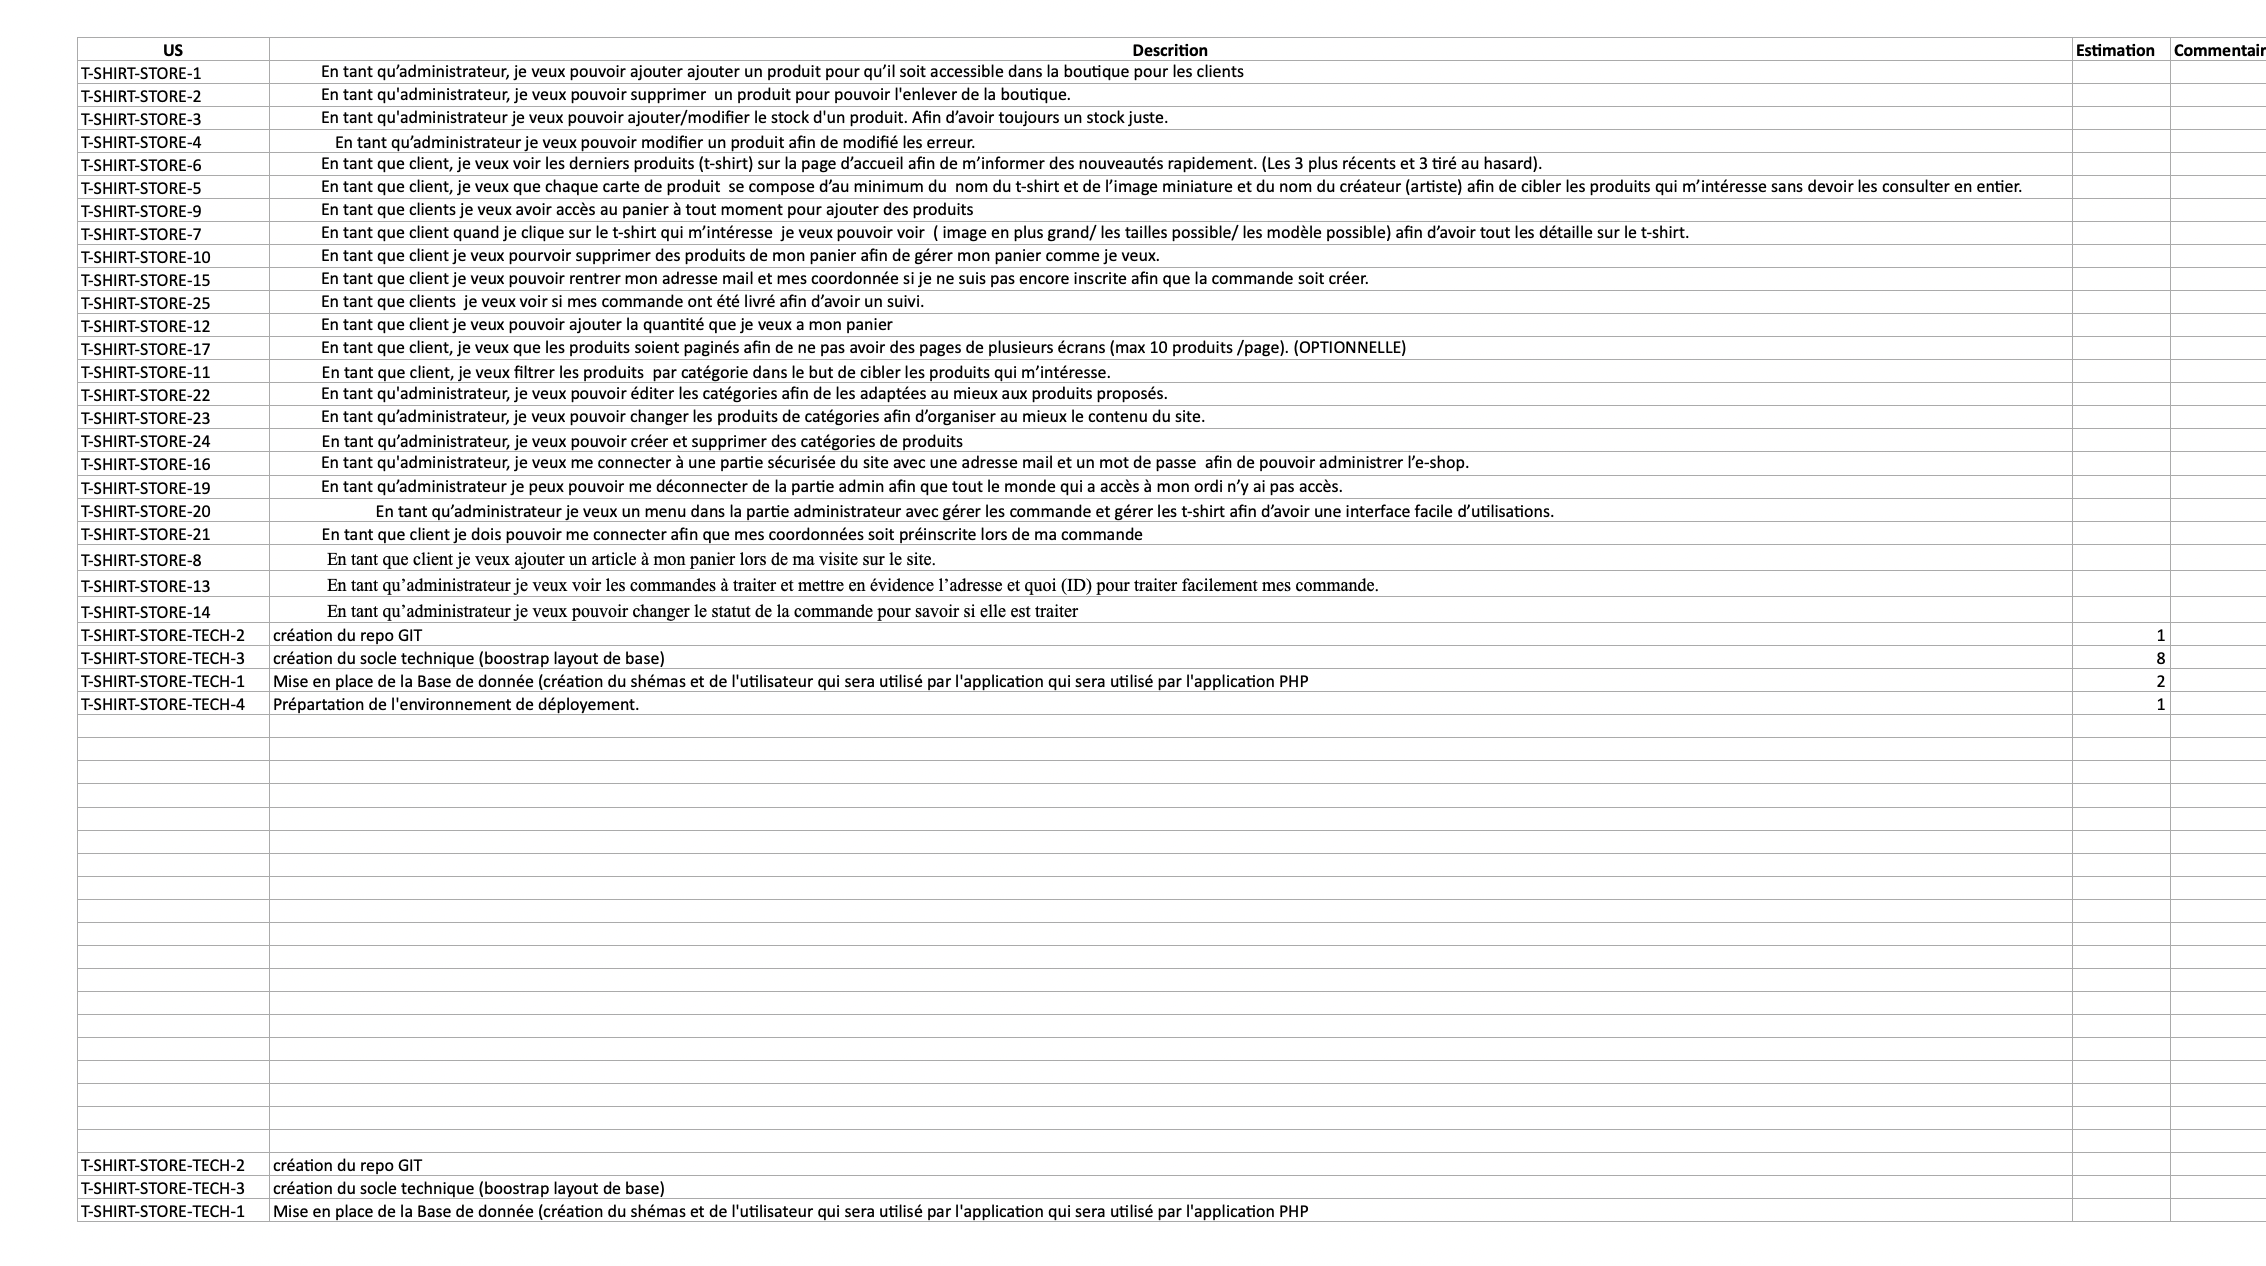 US Descrition Estimation Commentair
T-SHIRT-STORE-1 En tant qu’administrateur, je veux pouvoir ajouter ajouter un produit pour qu’il soit accessible dans la boutique pour les clients
T-SHIRT-STORE-2 En tant qu'administrateur, je veux pouvoir supprimer  un produit pour pouvoir l'enlever de la boutique.
T-SHIRT-STORE-3 En tant qu'administrateur je veux pouvoir ajouter/modifier le stock d'un produit. Afin d’avoir toujours un stock juste.
T-SHIRT-STORE-4 En tant qu’administrateur je veux pouvoir modifier un produit afin de modifié les erreur.
T-SHIRT-STORE-6 En tant que client, je veux voir les derniers produits (t-shirt) sur la page d’accueil afin de m’informer des nouveautés rapidement. (Les 3 plus récents et 3 tiré au hasard).
T-SHIRT-STORE-5 En tant que client, je veux que chaque carte de produit  se compose d’au minimum du  nom du t-shirt et de l’image miniature et du nom du créateur (artiste) afin de cibler les produits qui m’intéresse sans devoir les consulter en entier.
T-SHIRT-STORE-9 En tant que clients je veux avoir accès au panier à tout moment pour ajouter des produits
T-SHIRT-STORE-7 En tant que client quand je clique sur le t-shirt qui m’intéresse  je veux pouvoir voir  ( image en plus grand/ les tailles possible/ les modèle possible) afin d’avoir tout les détaille sur le t-shirt.
T-SHIRT-STORE-10 En tant que client je veux pourvoir supprimer des produits de mon panier afin de gérer mon panier comme je veux.
T-SHIRT-STORE-15 En tant que client je veux pouvoir rentrer mon adresse mail et mes coordonnée si je ne suis pas encore inscrite afin que la commande soit créer.
T-SHIRT-STORE-25 En tant que clients  je veux voir si mes commande ont été livré afin d’avoir un suivi.
T-SHIRT-STORE-12 En tant que client je veux pouvoir ajouter la quantité que je veux a mon panier
T-SHIRT-STORE-17 En tant que client, je veux que les produits soient paginés afin de ne pas avoir des pages de plusieurs écrans (max 10 produits /page). (OPTIONNELLE)
T-SHIRT-STORE-11 En tant que client, je veux filtrer les produits  par catégorie dans le but de cibler les produits qui m’intéresse.
T-SHIRT-STORE-22 En tant qu'administrateur, je veux pouvoir éditer les catégories afin de les adaptées au mieux aux produits proposés.
T-SHIRT-STORE-23 En tant qu’administrateur, je veux pouvoir changer les produits de catégories afin d’organiser au mieux le contenu du site.
T-SHIRT-STORE-24 En tant qu’administrateur, je veux pouvoir créer et supprimer des catégories de produits
T-SHIRT-STORE-16 En tant qu'administrateur, je veux me connecter à une partie sécurisée du site avec une adresse mail et un mot de passe  afin de pouvoir administrer l’e-shop.
T-SHIRT-STORE-19 En tant qu’administrateur je peux pouvoir me déconnecter de la partie admin afin que tout le monde qui a accès à mon ordi n’y ai pas accès.
T-SHIRT-STORE-20 En tant qu’administrateur je veux un menu dans la partie administrateur avec gérer les commande et gérer les t-shirt afin d’avoir une interface facile d’utilisations.
T-SHIRT-STORE-21 En tant que client je dois pouvoir me connecter afin que mes coordonnées soit préinscrite lors de ma commande
T-SHIRT-STORE-8 En tant que client je veux ajouter un article à mon panier lors de ma visite sur le site.
T-SHIRT-STORE-13 En tant qu’administrateur je veux voir les commandes à traiter et mettre en évidence l’adresse et quoi (ID) pour traiter facilement mes commande.
T-SHIRT-STORE-14 En tant qu’administrateur je veux pouvoir changer le statut de la commande pour savoir si elle est traiter
T-SHIRT-STORE-TECH-2 création du repo GIT 1
T-SHIRT-STORE-TECH-3 création du socle technique (boostrap layout de base) 8
T-SHIRT-STORE-TECH-1 Mise en place de la Base de donnée (création du shémas et de l'utilisateur qui sera utilisé par l'application qui sera utilisé par l'application PHP 2
T-SHIRT-STORE-TECH-4 Prépartation de l'environnement de déployement. 1
T-SHIRT-STORE-TECH-2 création du repo GIT
T-SHIRT-STORE-TECH-3 création du socle technique (boostrap layout de base)
T-SHIRT-STORE-TECH-1 Mise en place de la Base de donnée (création du shémas et de l'utilisateur qui sera utilisé par l'application qui sera utilisé par l'application PHP